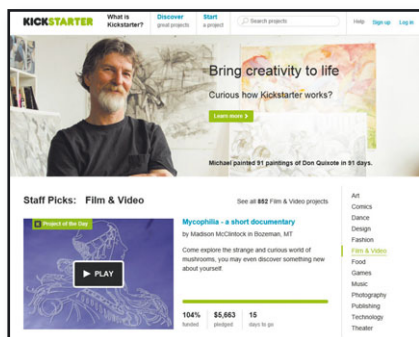 KICKSTARTER
What is
Kickstarter?
Discover
great projects
Start
a project
Search projects
Help Sign up Log in
Bring creativity to life
Curious how Kickstarter works?
Learn more
Michael painted 91 paintings of Don Quixote in 91 days.
Staff Picks: Film & Video
See all 882 Film & Video projects
Project of the Day
PLAY
Mycophilia - a short documentary
by Madison McClintock in Bozeman, MT
Come explore the strange and curious world of
mushrooms, you may even discover something new
about yourself.
104%
funded
$5,663
pledged
15
days to go
Art
Comics
Dance
Design
Fashion
Film & Video
Food
Games
Music
Photography
Publishing
Technology
Theater